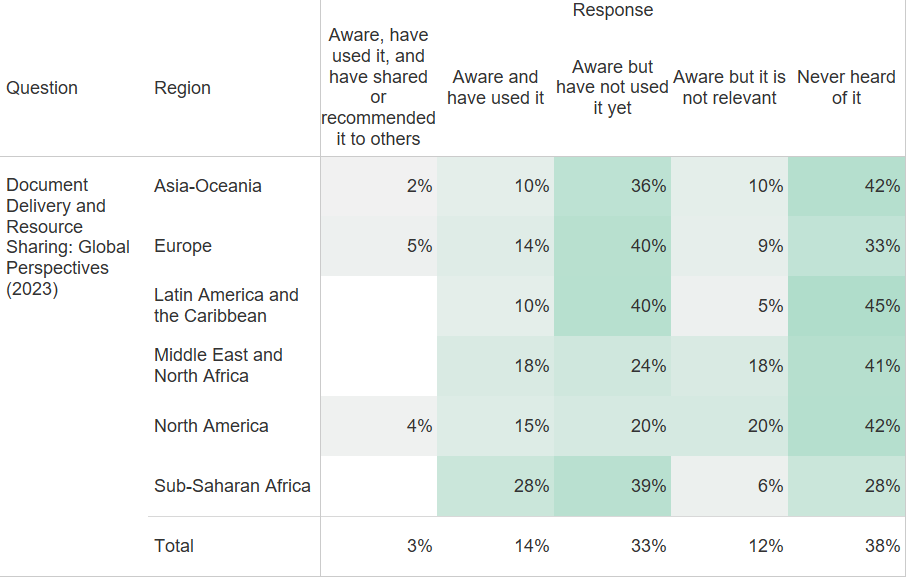 Response
Question
Region
Aware, have
used it, and
have shared
or
recommended
it to others
Aware and
have used it
Aware but
have not used
it yet
Aware but it is
not relevant
Never heard
of it
Document
Delivery and
Resource
Sharing: Global
Perspectives
(2023)
Asia-Oceania 2% 10% 36% 10% 42%
Europe 5% 14% 40% 9% 33%
Latin America and
the Caribbean 10% 40% 5% 45%
Middle East and
North Africa 18% 24% 18% 41%
North America 4% 15% 20% 20% 42%
Sub-Saharan Africa 28% 39% 6% 28%
Total 3% 14% 33% 12% 38%